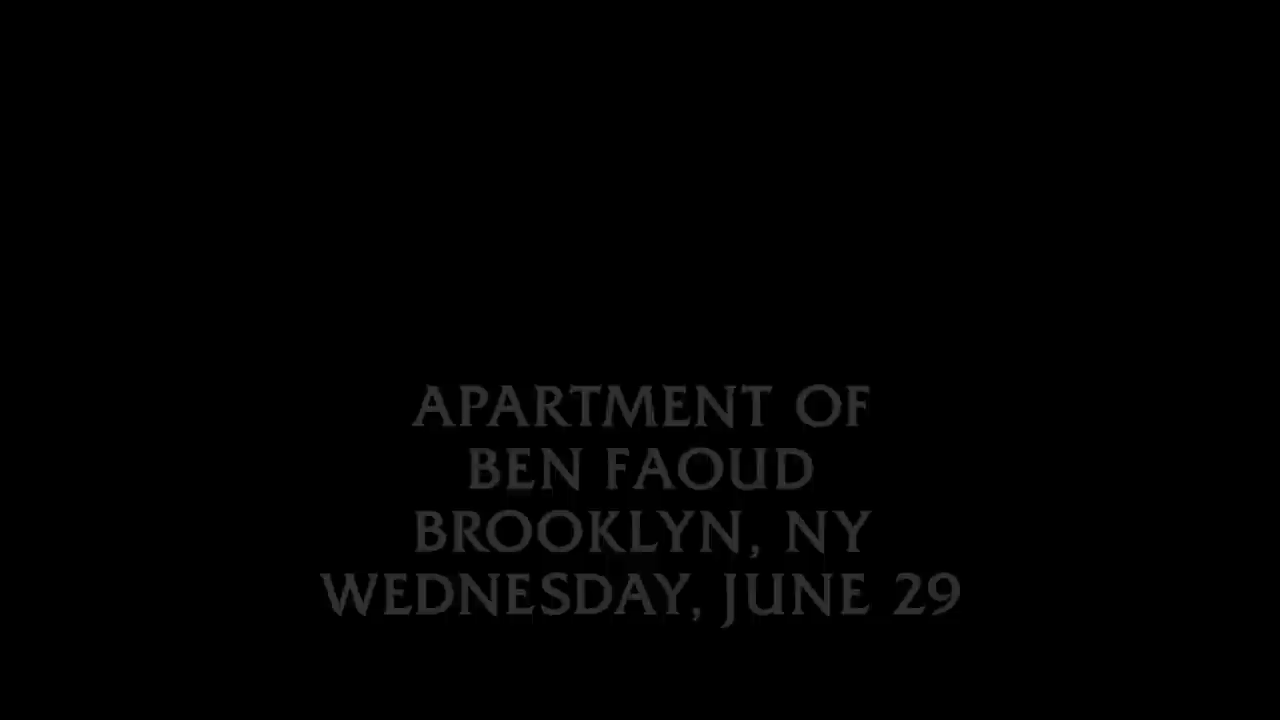 APARTMENT OF
BEN FAOUD
BROOKLYN, NY
WEDNESDAY, JUNE 29